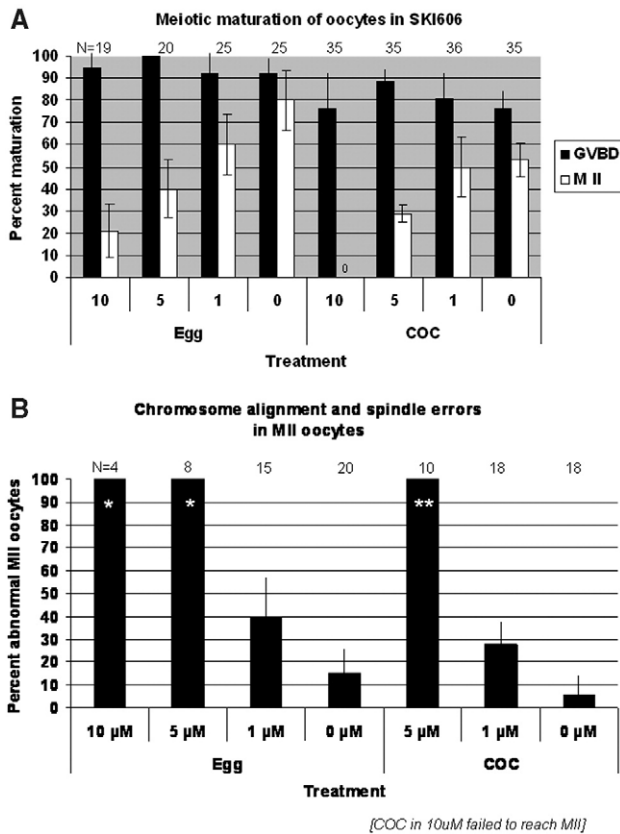 A
Meiotic maturation of oocytes in SKI606
N=19 20 25 25 35 35 36 35
Percent maturation
100
90
80
70
60
50
40
30
20
10
0
0
GVBD
M II
10 5 1 0 10 5 1 0
Egg COC
Treatment
B
Chromosome alignment and spindle errors
in MII oocytes
N=4 8 15 20 10 18 18
Percent abnormal MII oocytes
100
90
80
70
60
50
40
30
20
10
0
* * **
10 µM 5 µM 1 µM 0 µM 5 µM 1 µM 0 µM
Egg COC
Treatment
[COC in 10uM failed to reach MII]